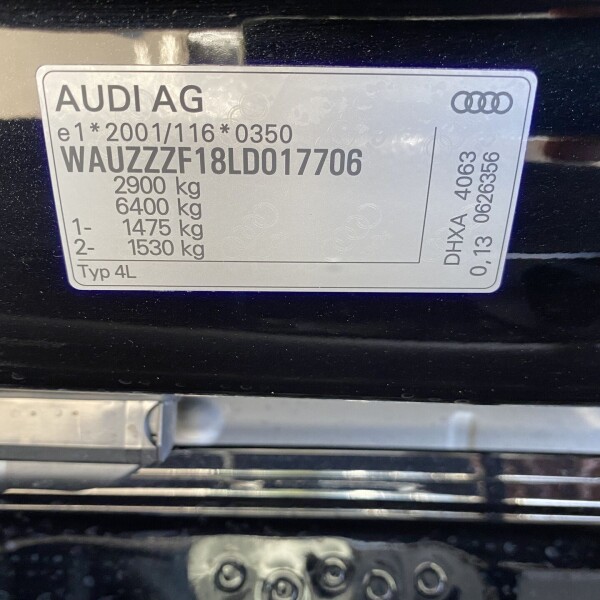 AUDI AG
e1*2001/116*0350
WAUZZZF18LD017706
2900 kg
6400 kg
1- 1475 kg
2- 1530 kg
Typ 4L
DHXA 4063
0,13 0626356